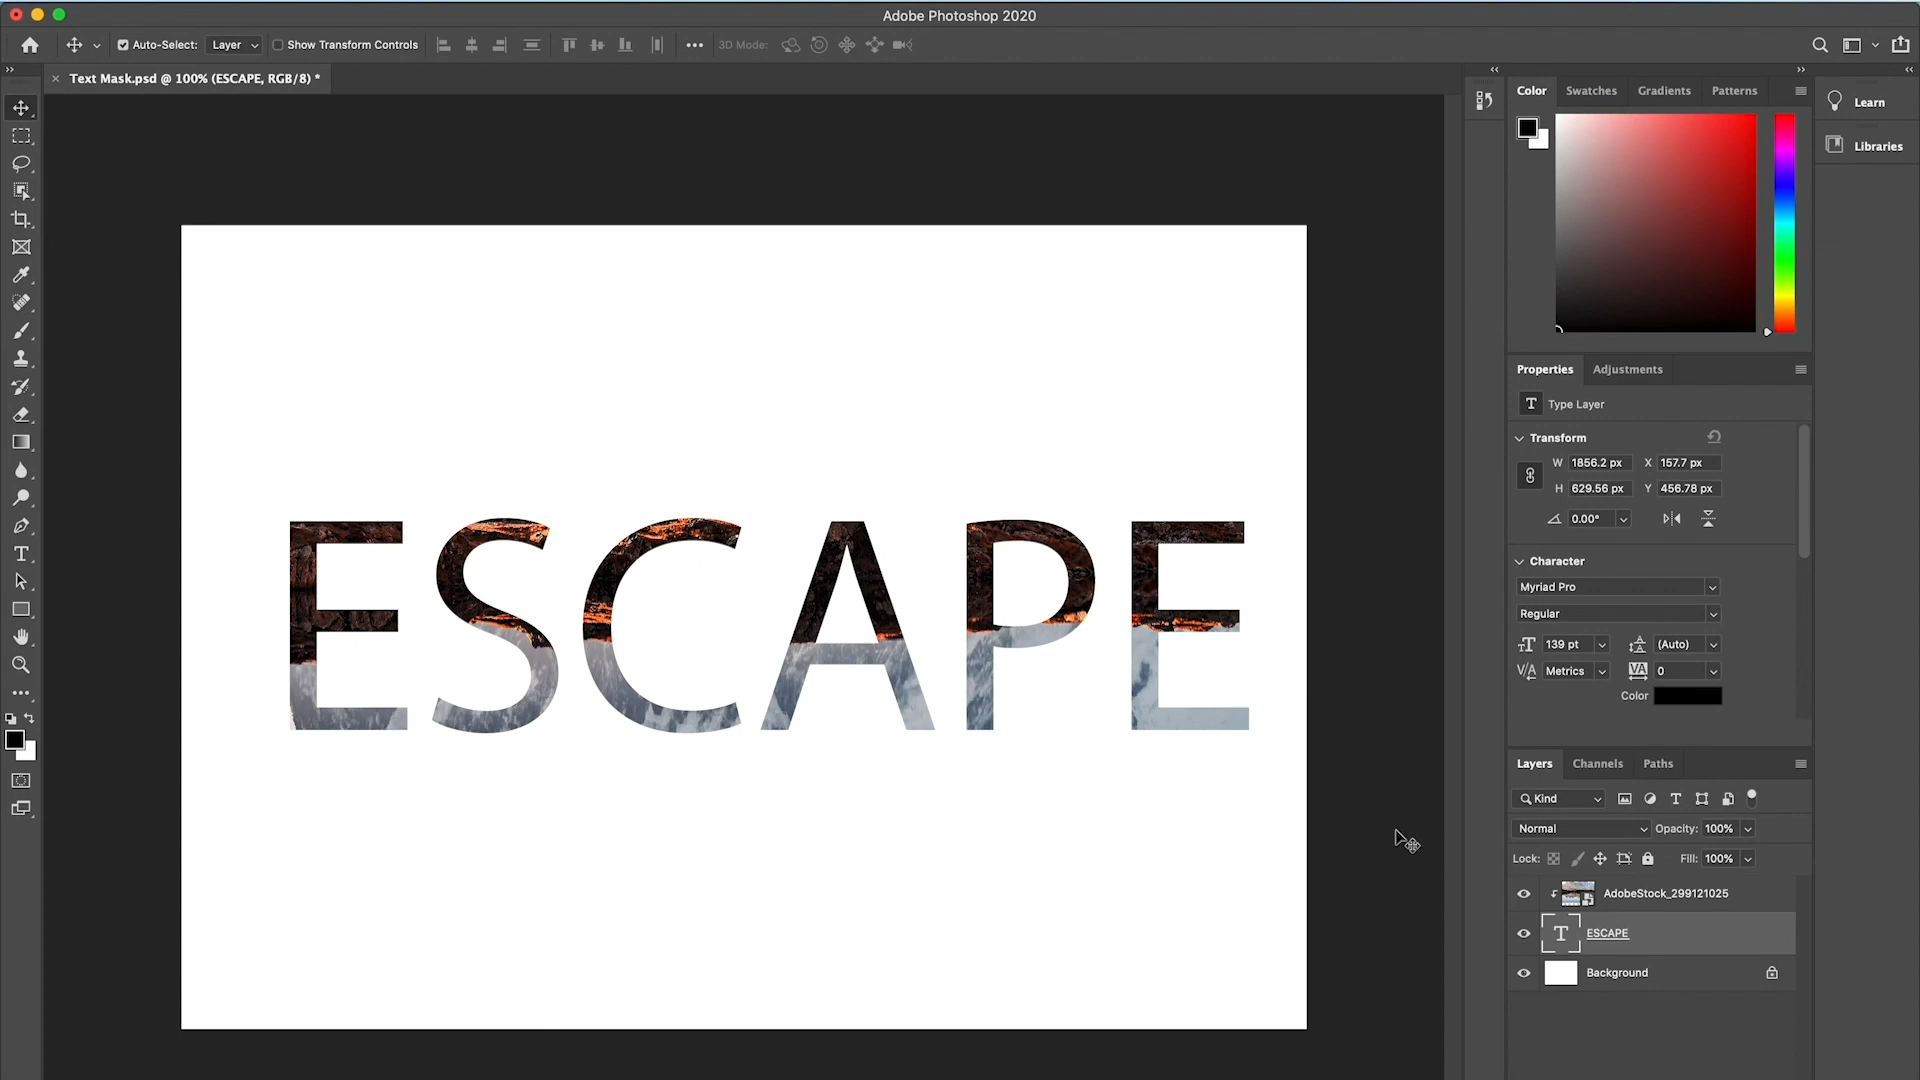 Adobe Photoshop 2020
Auto-Select: Layer Show Transform Controls 3D Mode:
Text Mask.psd @ 100% (ESCAPE, RGB/8) *
Color Swatches Gradients Patterns
Learn
Libraries
ESCAPE
Properties Adjustments
T Type Layer
Transform
W 1856.2 px X 157.7 px
H 629.56 px Y 456.78 px
0.00°
Character
Myriad Pro
Regular
139 pt (Auto)
Metrics 0
Color
Layers Channels Paths
Kind
Normal Opacity: 100%
Lock: Fill: 100%
AdobeStock_299121025
T ESCAPE
Background